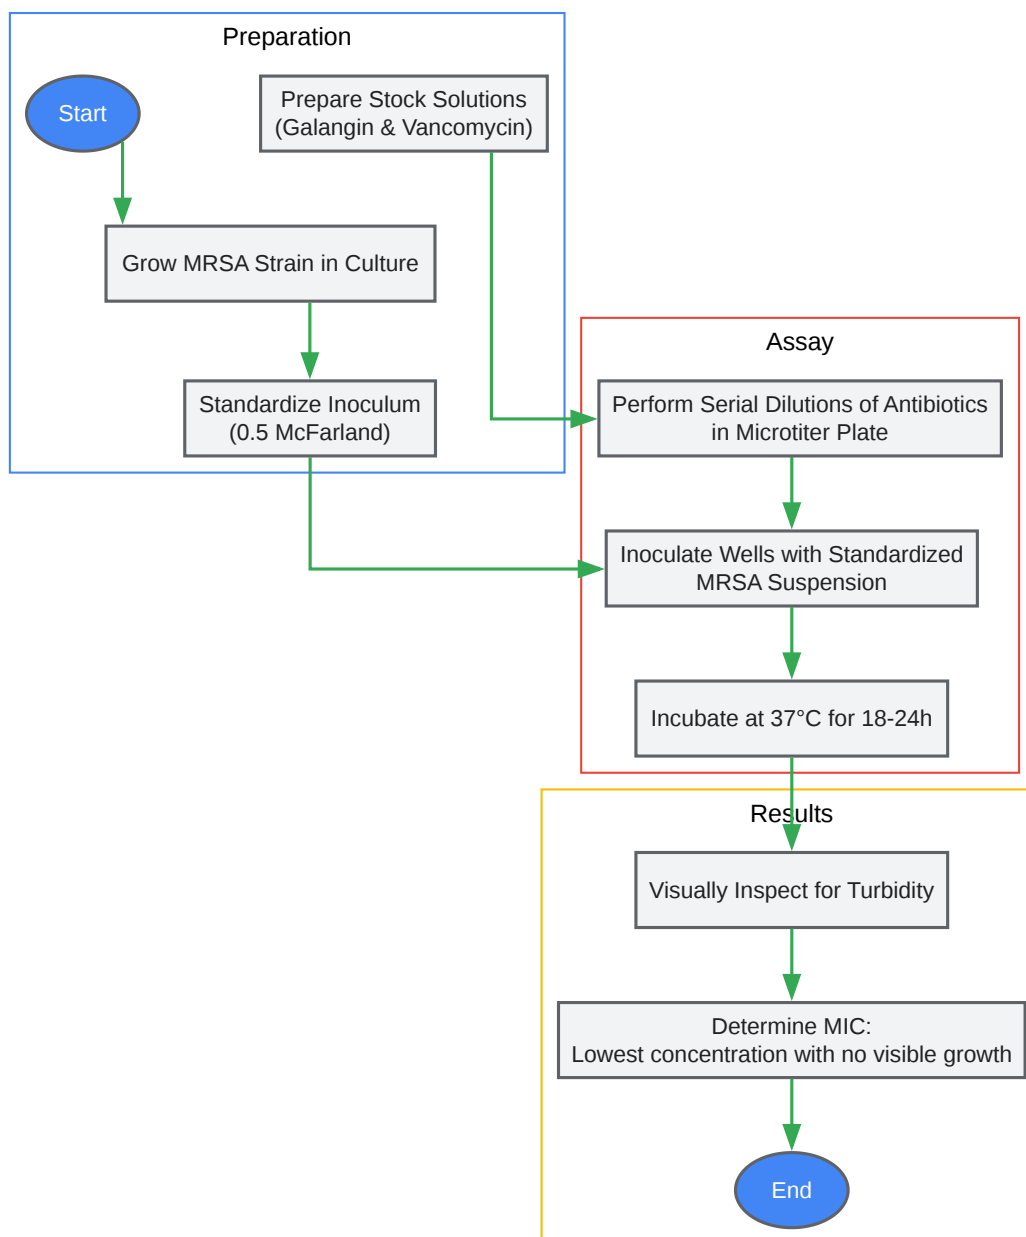 Preparation
Start
Prepare Stock Solutions
(Galangin & Vancomycin)
Grow MRSA Strain in Culture
Standardize Inoculum
(0.5 McFarland)
Assay
Perform Serial Dilutions of Antibiotics
in Microtiter Plate
Inoculate Wells with Standardized
MRSA Suspension
Incubate at 37°C for 18-24h
Results
Visually Inspect for Turbidity
Determine MIC:
Lowest concentration with no visible growth
End